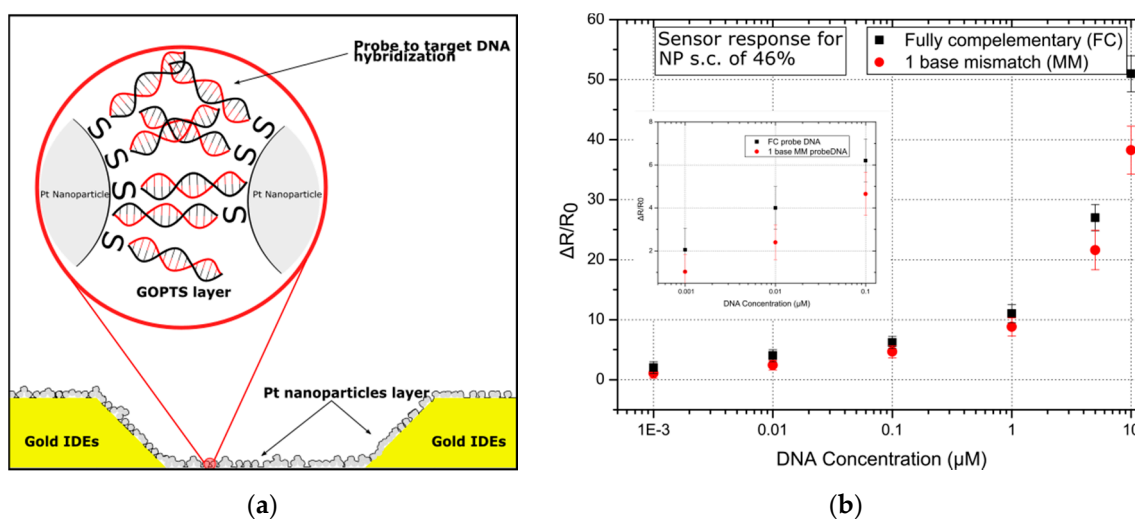 Probe to target DNA
hybridization
S
S
S
S
S
S
S
S
Pt Nanoparticle
Pt Nanoparticle
GOPTS layer
Pt nanoparticles layer
Gold IDEs
Gold IDEs
(a)
Sensor response for
NP s.c. of 46%
Fully compelementary (FC)
1 base mismatch (MM)
60
50
40
30
20
10
0
ΔR/R0
1E-3
0.01
0.1
1
10
DNA Concentration (µM)
FC probe DNA
1 base MM probeDNA
8
6
4
2
ΔR/R0
0.001
0.01
0.1
DNA Concentration (µM)
(b)